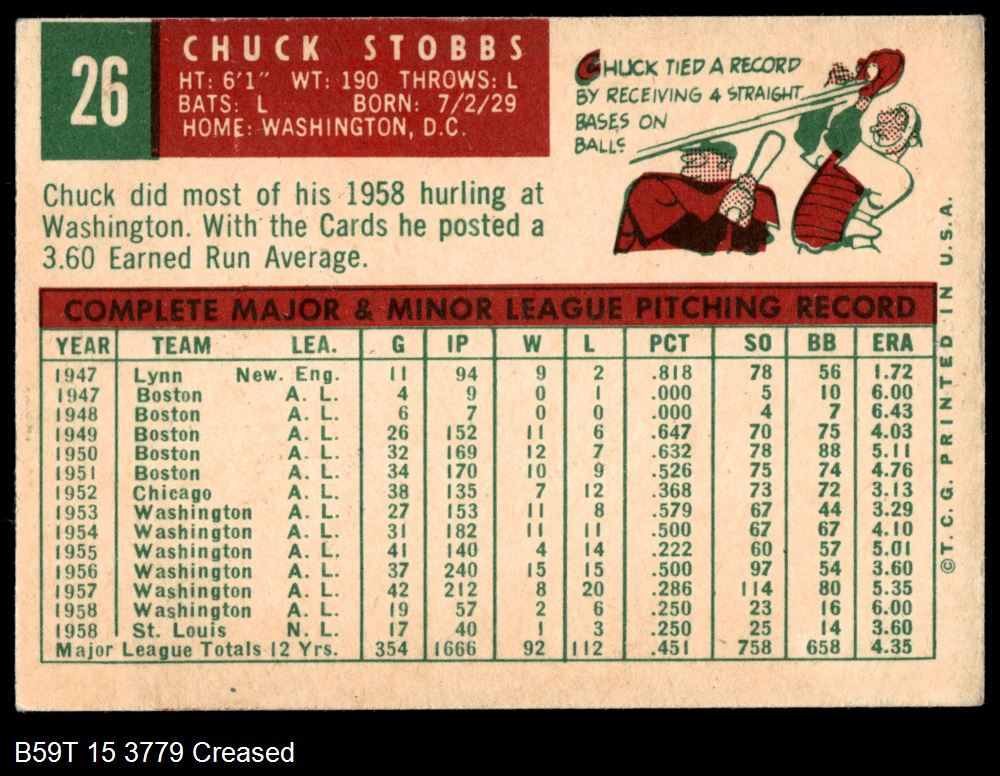 26
CHUCK STOBBS
HT: 6'1" WT: 190 THROWS: L
BATS: L BORN: 7/2/29
HOME: WASHINGTON, D.C.
CHUCK TIED A RECORD
BY RECEIVING 4 STRAIGHT
BASES ON
BALLS
Chuck did most of his 1958 hurling at
Washington. With the Cards he posted a
3.60 Earned Run Average.
COMPLETE MAJOR & MINOR LEAGUE PITCHING RECORD
YEAR TEAM LEA. G IP W L PCT SO BB ERA
1947 Lynn New. Eng. 11 94 9 2 .818 78 56 1.72
1947 Boston A. L. 4 9 0 1 .000 5 10 6.00
1948 Boston A. L. 6 7 0 0 .000 4 7 6.43
1949 Boston A. L. 26 152 11 6 .647 70 75 4.03
1950 Boston A. L. 32 169 12 7 .632 78 88 5.11
1951 Boston A. L. 34 170 10 9 .526 75 74 4.76
1952 Chicago A. L. 38 135 7 12 .368 73 72 3.13
1953 Washington A. L. 27 153 11 8 .579 67 44 3.29
1954 Washington A. L. 31 182 11 11 .500 67 67 4.10
1955 Washington A. L. 41 140 4 14 .222 60 57 5.01
1956 Washington A. L. 37 240 15 15 .500 97 54 3.60
1957 Washington A. L. 42 212 8 20 .286 114 80 5.35
1958 Washington A. L. 19 57 2 6 .250 23 16 6.00
1958 St. Louis N. L. 17 40 1 3 .250 25 14 3.60
Major League Totals 12 Yrs. 354 1666 92 112 .451 758 658 4.35
©T. C. G. PRINTED IN U. S. A.
B59T 15 3779 Creased